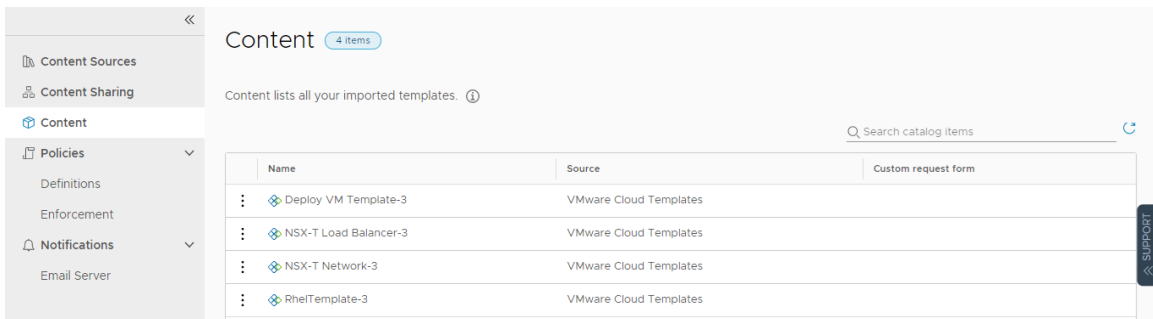 Content Sources
Content Sharing
Content
Policies
Definitions
Enforcement
Notifications
Email Server
Content 4 items
Content lists all your imported templates.
Search catalog items
Name Source Custom request form
Deploy VM Template-3 VMware Cloud Templates
NSX-T Load Balancer-3 VMware Cloud Templates
NSX-T Network-3 VMware Cloud Templates
RhelTemplate-3 VMware Cloud Templates
SUPPORT